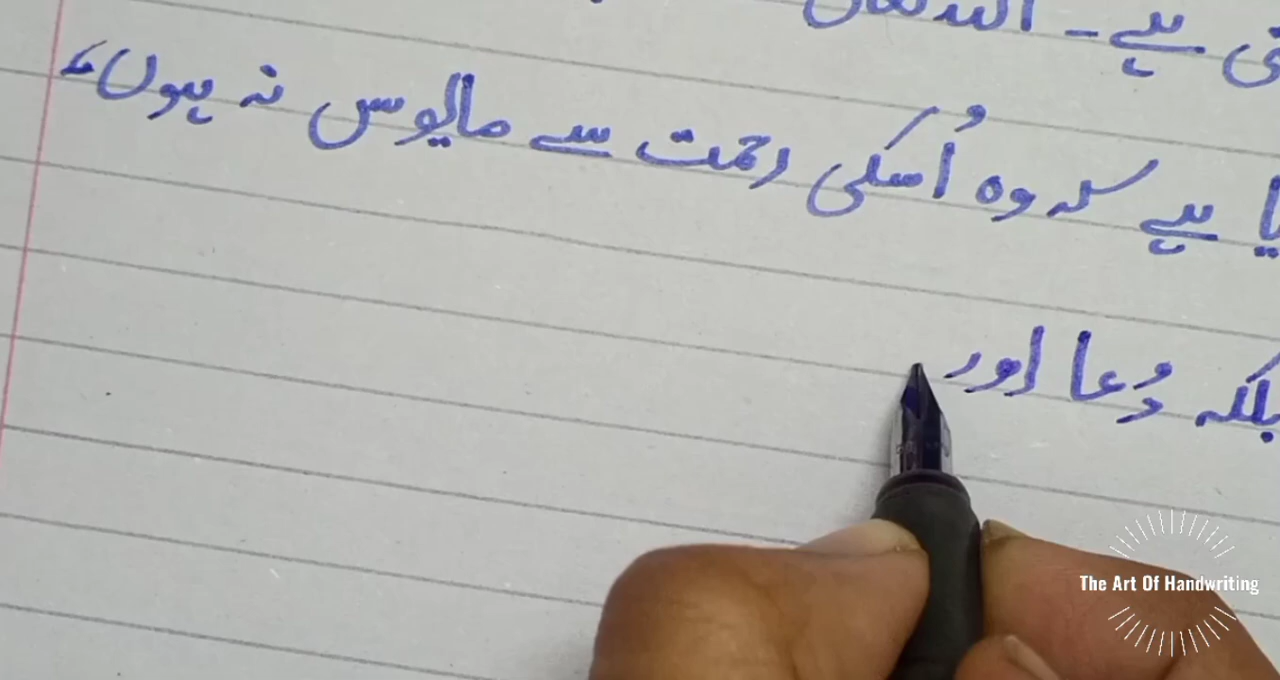 ہے۔ اللہ تعالیٰ
ہے کہ وہ اُسکی رحمت سے مایوس نہ ہوں،
بلکہ دُعا اور
The Art Of Handwriting